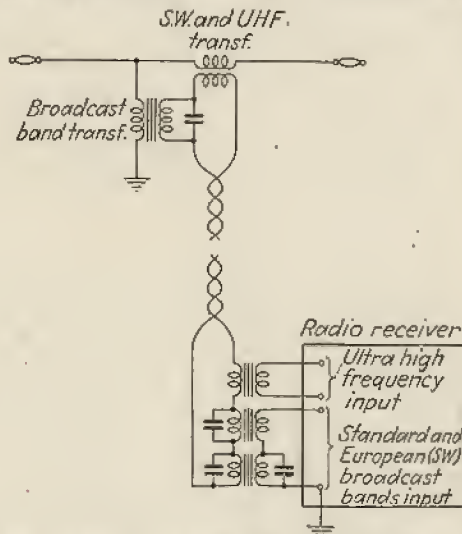 S.W. and UHF.
transf.
Broadcast
band transf.
Radio receiver
Ultra high
frequency
input
Standard and
European (SW)
broadcast
bands input